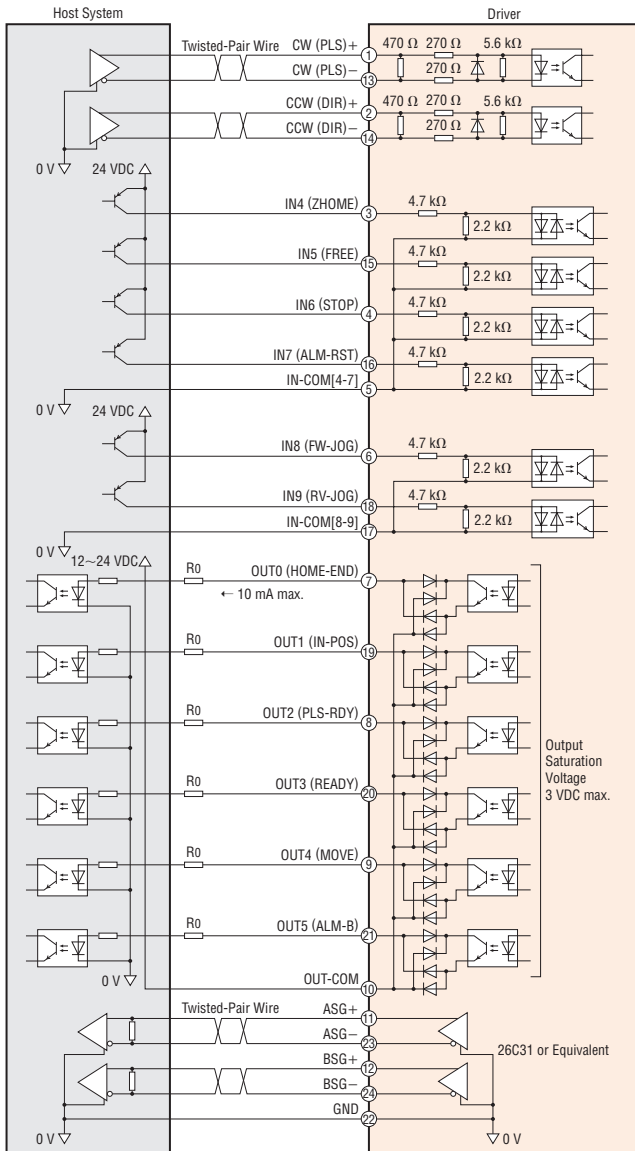 Host System
Driver
Twisted-Pair Wire CW (PLS)+ 1 470 Ω 270 Ω 5.6 kΩ
CW (PLS)− 13 270 Ω
CCW (DIR)+ 2 470 Ω 270 Ω 5.6 kΩ
CCW (DIR)− 14 270 Ω
0 V 24 VDC
IN4 (ZHOME) 3 4.7 kΩ
2.2 kΩ
IN5 (FREE) 15 4.7 kΩ
2.2 kΩ
IN6 (STOP) 4 4.7 kΩ
2.2 kΩ
IN7 (ALM-RST) 16 4.7 kΩ
IN-COM[4-7] 5 2.2 kΩ
0 V 24 VDC
IN8 (FW-JOG) 6 4.7 kΩ
2.2 kΩ
IN9 (RV-JOG) 18 4.7 kΩ
IN-COM[8-9] 17 2.2 kΩ
0 V
12~24 VDC
R0 OUT0 (HOME-END) 7
← 10 mA max.
R0 OUT1 (IN-POS) 19
R0 OUT2 (PLS-RDY) 8
Output
Saturation
Voltage
3 VDC max.
R0 OUT3 (READY) 20
R0 OUT4 (MOVE) 9
R0 OUT5 (ALM-B) 21
0 V
OUT-COM 10
Twisted-Pair Wire ASG+ 11
ASG− 23
26C31 or Equivalent
BSG+ 12
BSG− 24
GND 22
0 V
0 V